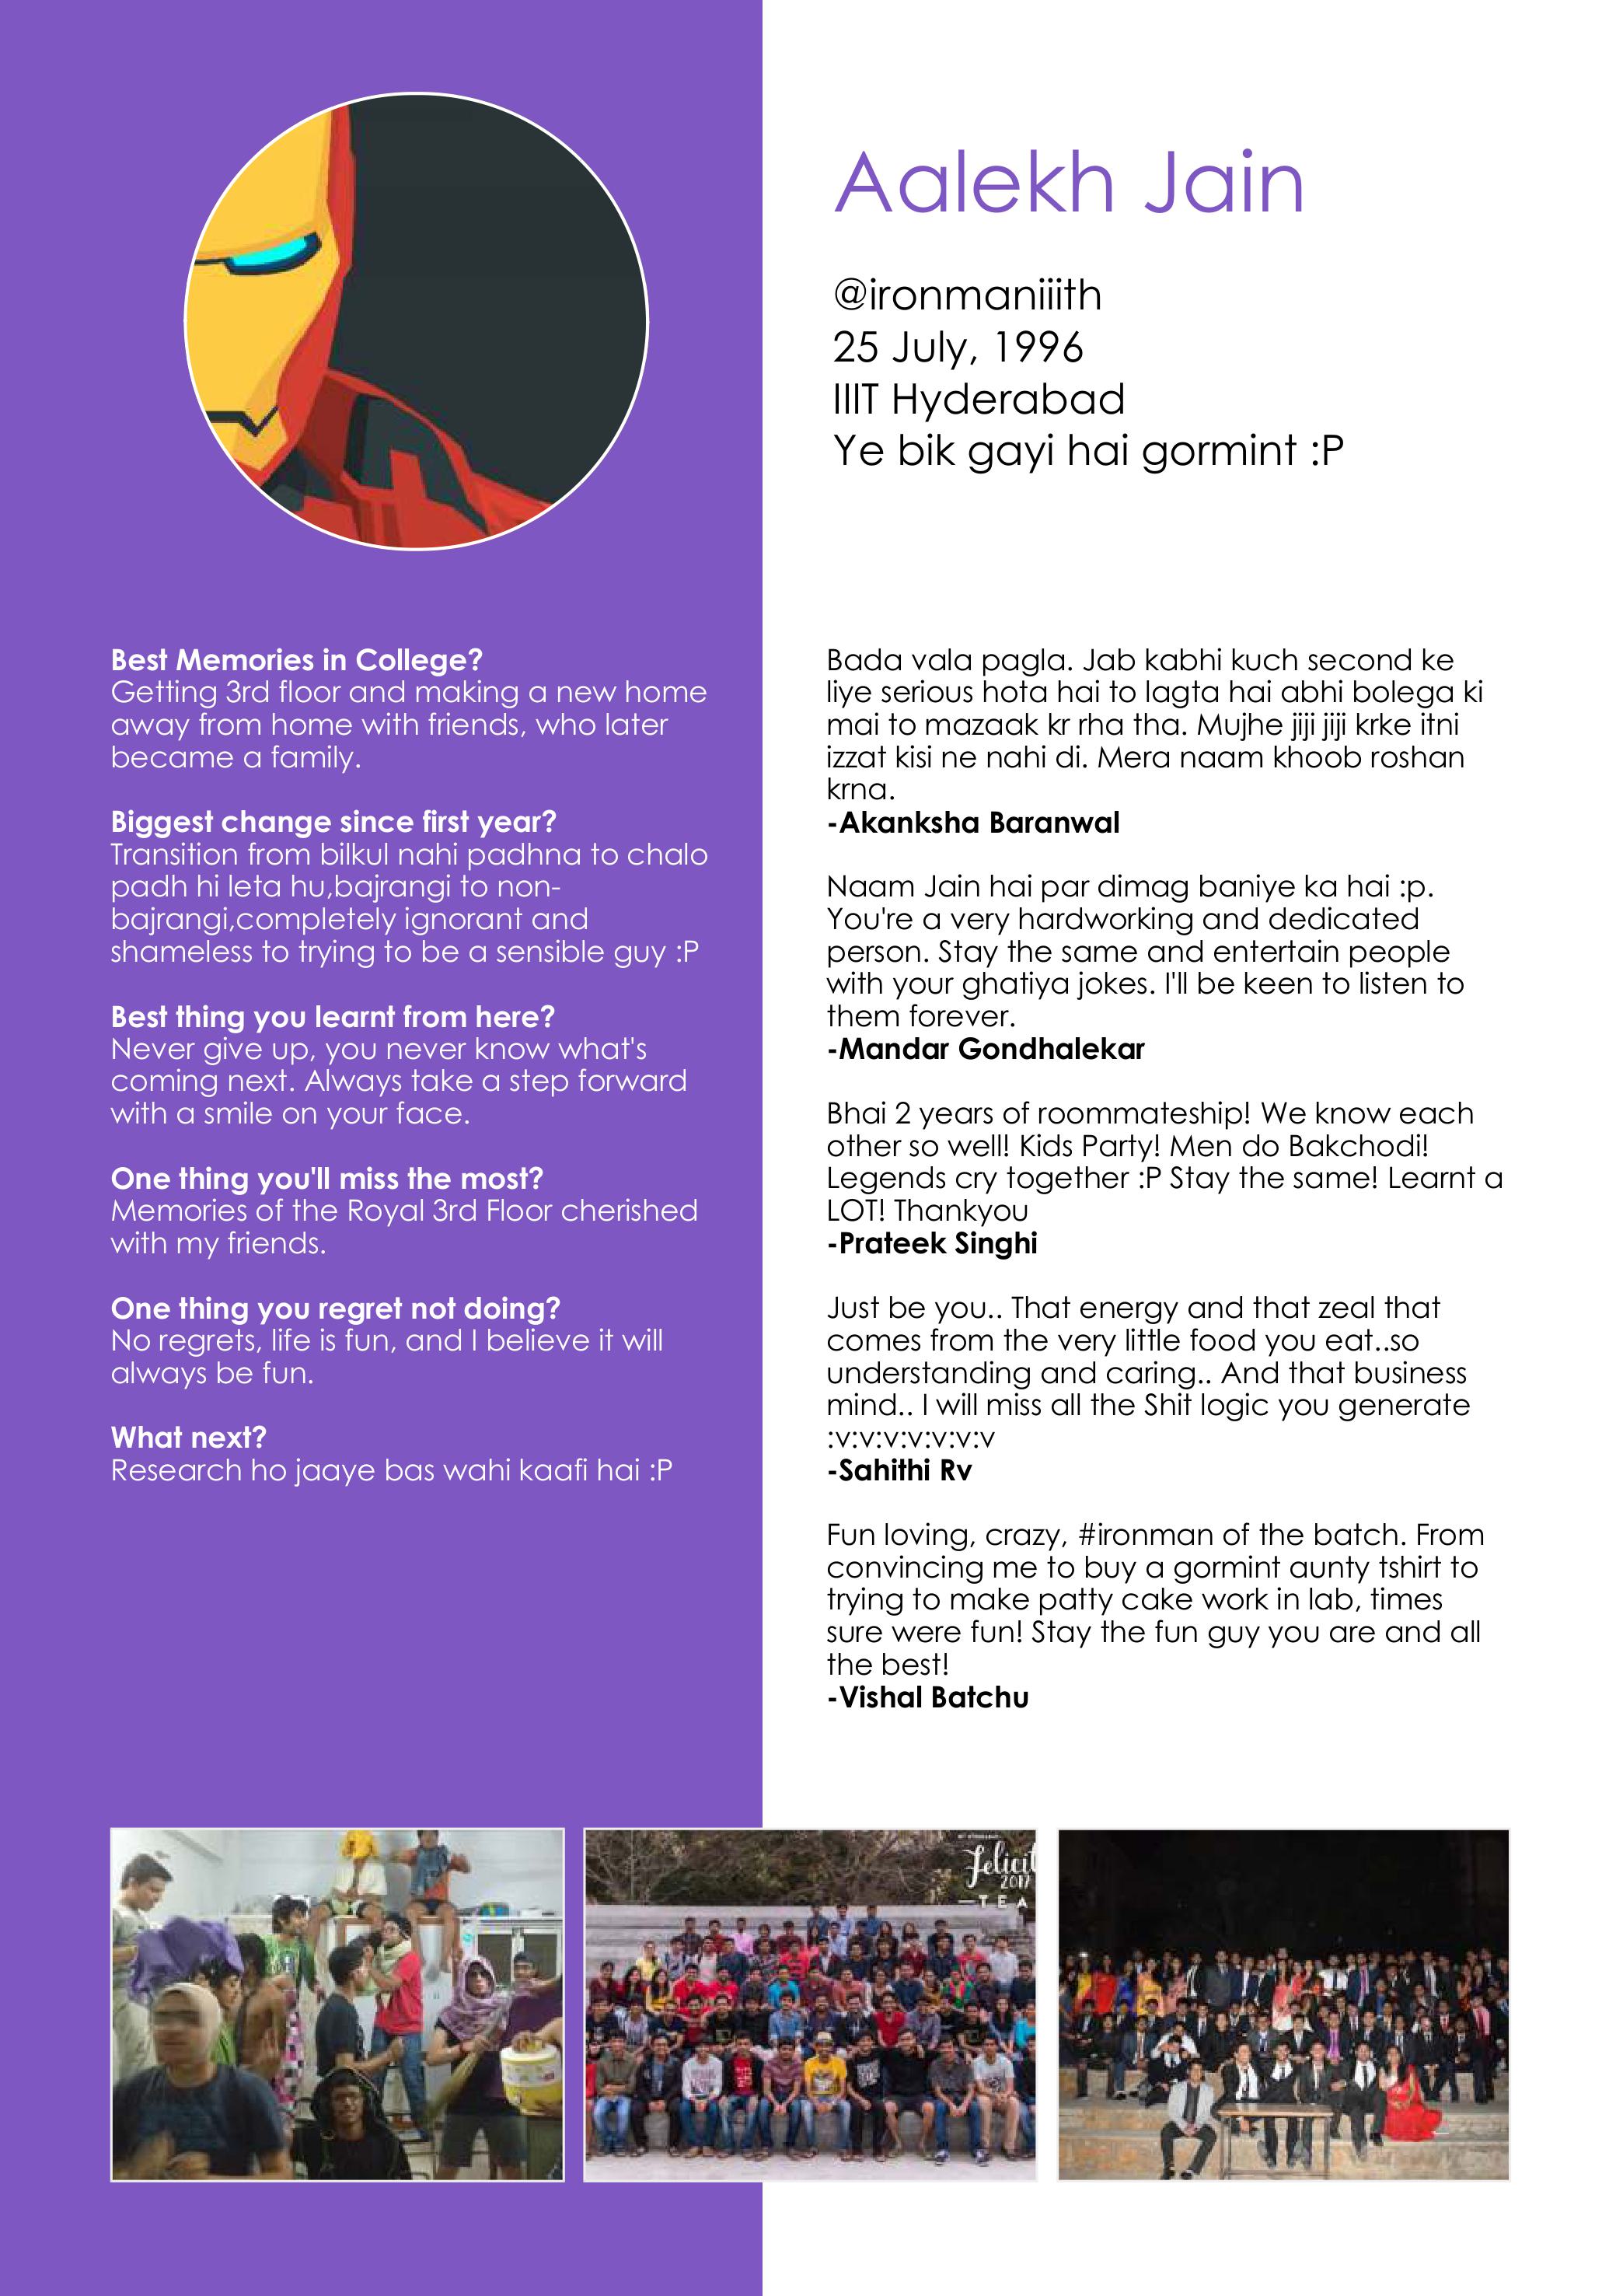 Aalekh Jain
@ironmaniiith
25 July, 1996
IIIT Hyderabad
Ye bik gayi hai gormint :P
Best Memories in College?
Getting 3rd floor and making a new home
away from home with friends, who later
became a family.
Biggest change since first year?
Transition from bilkul nahi padhna to chalo
padh hi leta hu,bajrangi to non-
bajrangi,completely ignorant and
shameless to trying to be a sensible guy :P
Best thing you learnt from here?
Never give up, you never know what's
coming next. Always take a step forward
with a smile on your face.
One thing you'll miss the most?
Memories of the Royal 3rd Floor cherished
with my friends.
One thing you regret not doing?
No regrets, life is fun, and I believe it will
always be fun.
What next?
Research ho jaaye bas wahi kaafi hai :P
Bada vala pagla. Jab kabhi kuch second ke
liye serious hota hai to lagta hai abhi bolega ki
mai to mazaak kr rha tha. Mujhe jiji jiji krke itni
izzat kisi ne nahi di. Mera naam khoob roshan
krna.
-Akanksha Baranwal
Naam Jain hai par dimag baniye ka hai :p.
You're a very hardworking and dedicated
person. Stay the same and entertain people
with your ghatiya jokes. I'll be keen to listen to
them forever.
-Mandar Gondhalekar
Bhai 2 years of roommateship! We know each
other so well! Kids Party! Men do Bakchodi!
Legends cry together :P Stay the same! Learnt a
LOT! Thankyou
-Prateek Singhi
Just be you.. That energy and that zeal that
comes from the very little food you eat..so
understanding and caring.. And that business
mind.. I will miss all the Shit logic you generate
:v:v:v:v:v:v:v
-Sahithi Rv
Fun loving, crazy, #ironman of the batch. From
convincing me to buy a gormint aunty tshirt to
trying to make patty cake work in lab, times
sure were fun! Stay the fun guy you are and all
the best!
-Vishal Batchu
Felicit
2017
TEA